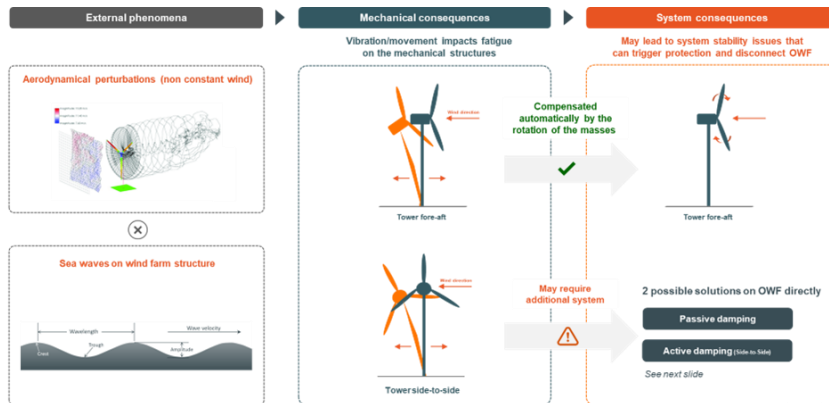 External phenomena
Mechanical consequences
System consequences
Vibration/movement impacts fatigue
on the mechanical structures
May lead to system stability issues that
can trigger protection and disconnect OWF
Aerodynamical perturbations (non constant wind)
Wind direction
Tower fore-aft
Compensated
automatically by the
rotation of the masses
Tower fore-aft
Sea waves on wind farm structure
Wavelength
Wave velocity
Trough
Amplitude
Crest
Wind direction
Tower side-to-side
May require
additional system
2 possible solutions on OWF directly
Passive damping
Active damping (Side to Side)
See next slide